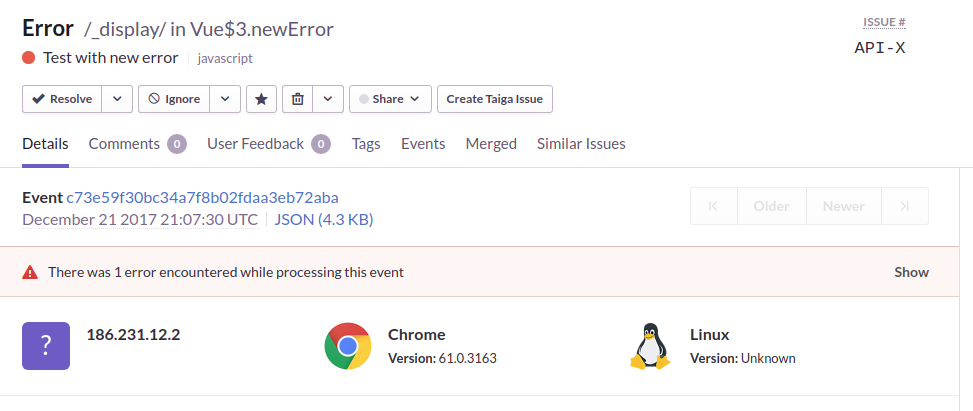 Error /_display/ in Vue$3.newError
ISSUE #
Test with new error javascript
API-X
Resolve Ignore Share Create Taiga Issue
Details Comments 0 User Feedback 0 Tags Events Merged Similar Issues
Event c73e59f30bc34a7f8b02fdaa3eb72aba
December 21 2017 21:07:30 UTC JSON (4.3 KB)
Older Newer
There was 1 error encountered while processing this event Show
? 186.231.12.2 Chrome Linux
Version: 61.0.3163 Version: Unknown